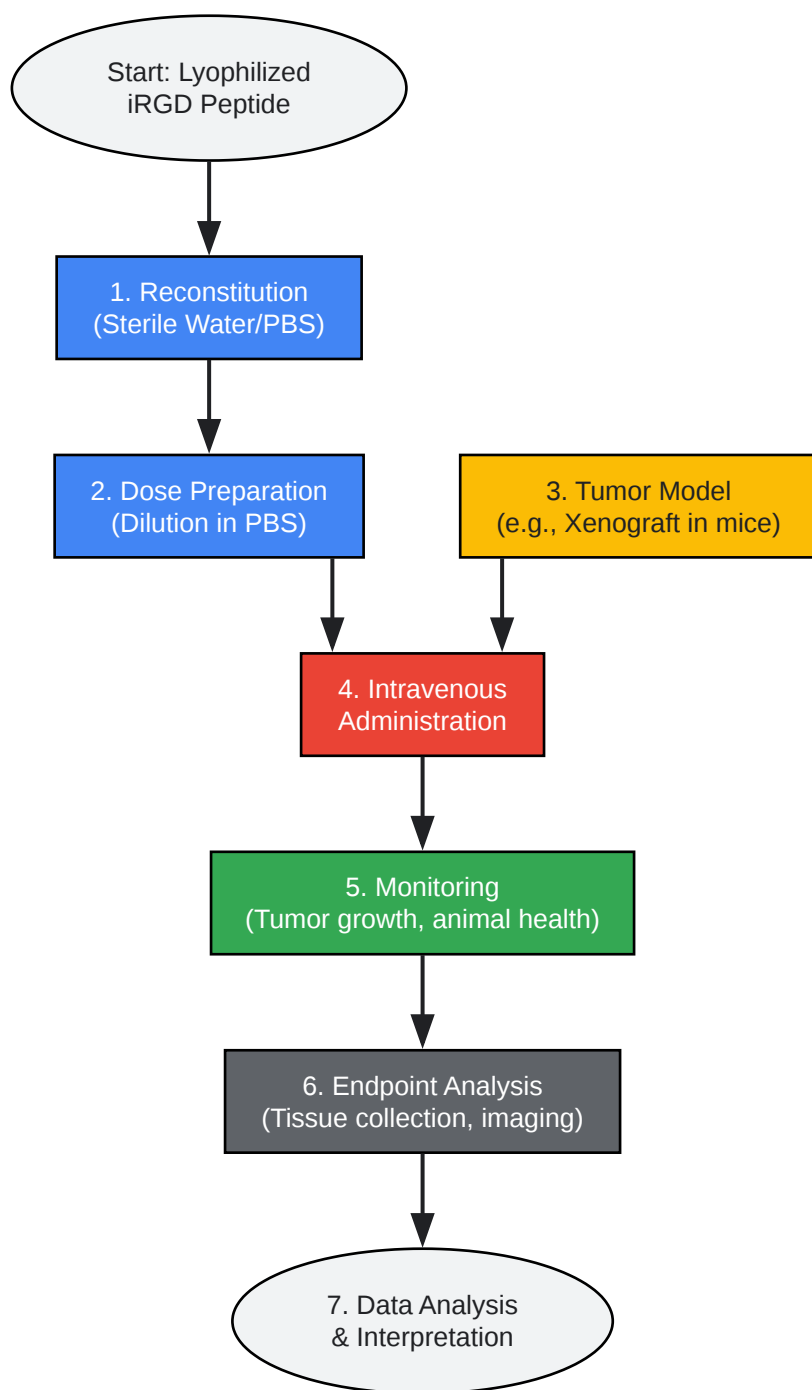 Start: Lyophilized
iRGD Peptide
1. Reconstitution
(Sterile Water/PBS)
2. Dose Preparation
(Dilution in PBS)
3. Tumor Model
(e.g., Xenograft in mice)
4. Intravenous
Administration
5. Monitoring
(Tumor growth, animal health)
6. Endpoint Analysis
(Tissue collection, imaging)
7. Data Analysis
& Interpretation